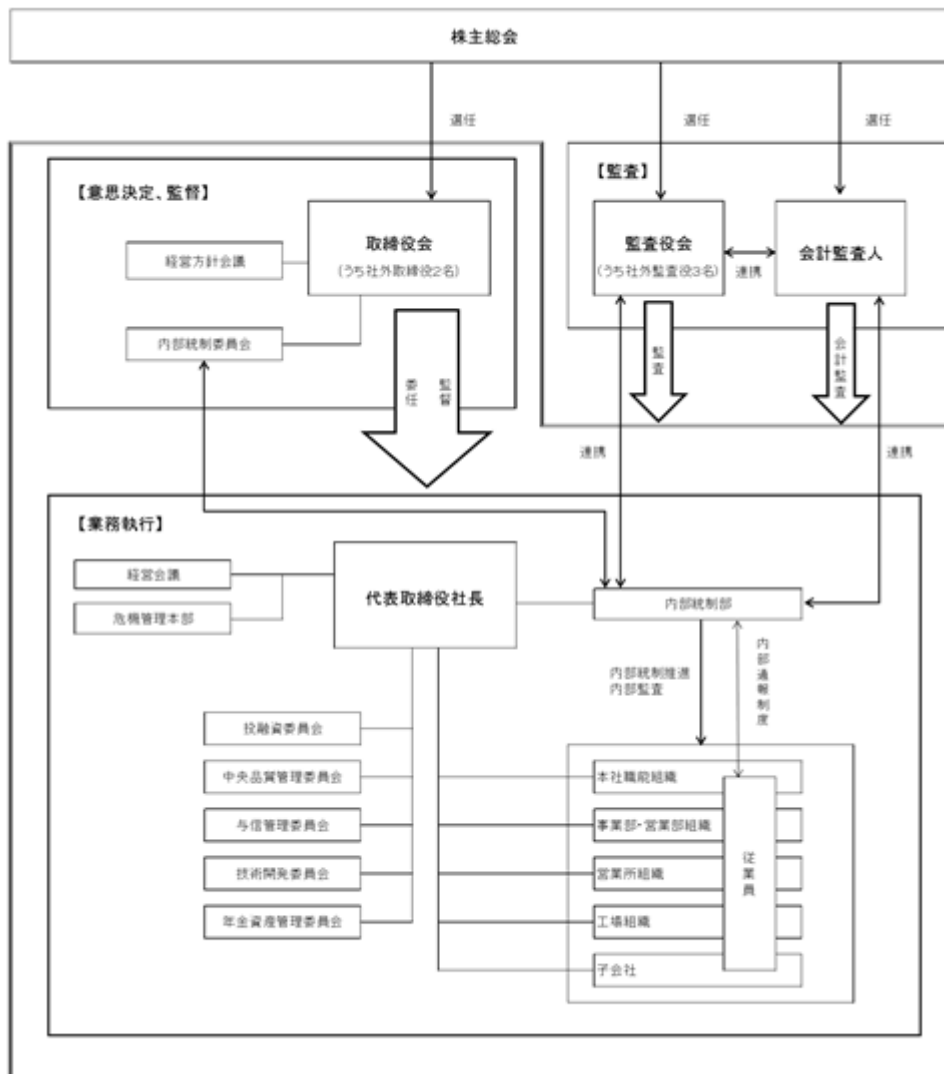 株主総会
選任
選任
選任
【意思決定、監督】
【監査】
取締役会
(うち社外取締役2名)
監査役会
(うち社外監査役3名)
連携
会計監査人
経営方針会議
内部統制委員会
委任
監督
監査
会計監査
連携
連携
【業務執行】
経営会議
危機管理本部
代表取締役社長
内部統制部
内部統制推進
内部監査
内部通報制度
投融資委員会
中央品質管理委員会
与信管理委員会
技術開発委員会
年金資産管理委員会
本社職能組織
事業部・営業部組織
営業所組織
工場組織
子会社
従業員